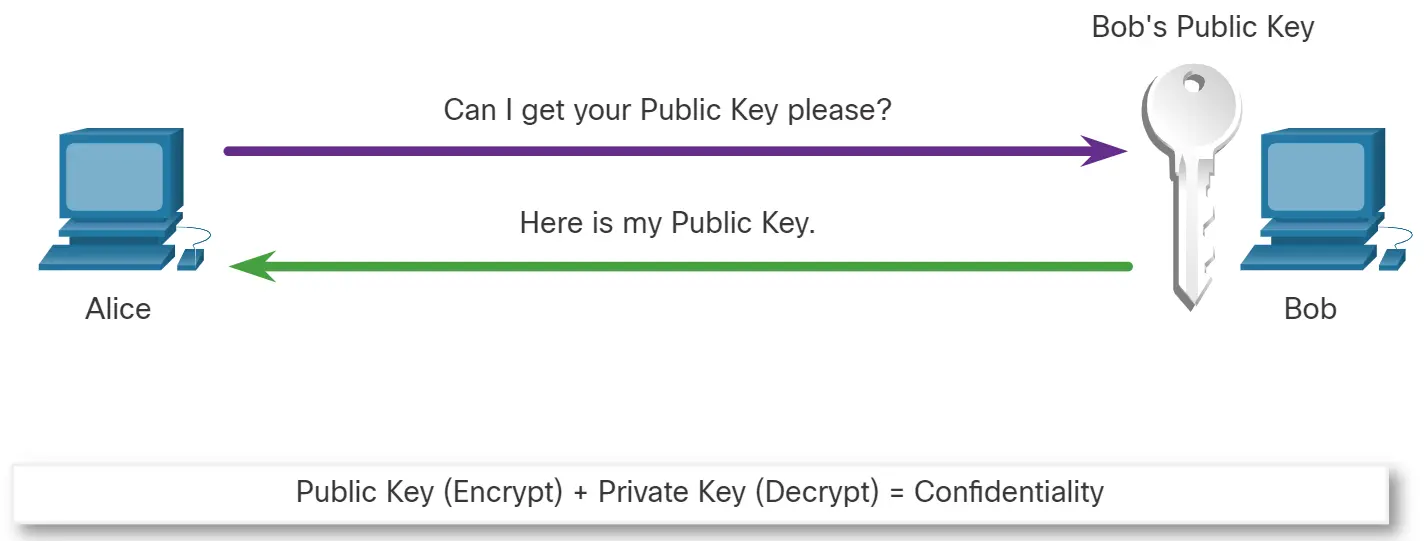 Bob's Public Key
Can I get your Public Key please?
Here is my Public Key.
Alice
Bob
Public Key (Encrypt) + Private Key (Decrypt) = Confidentiality